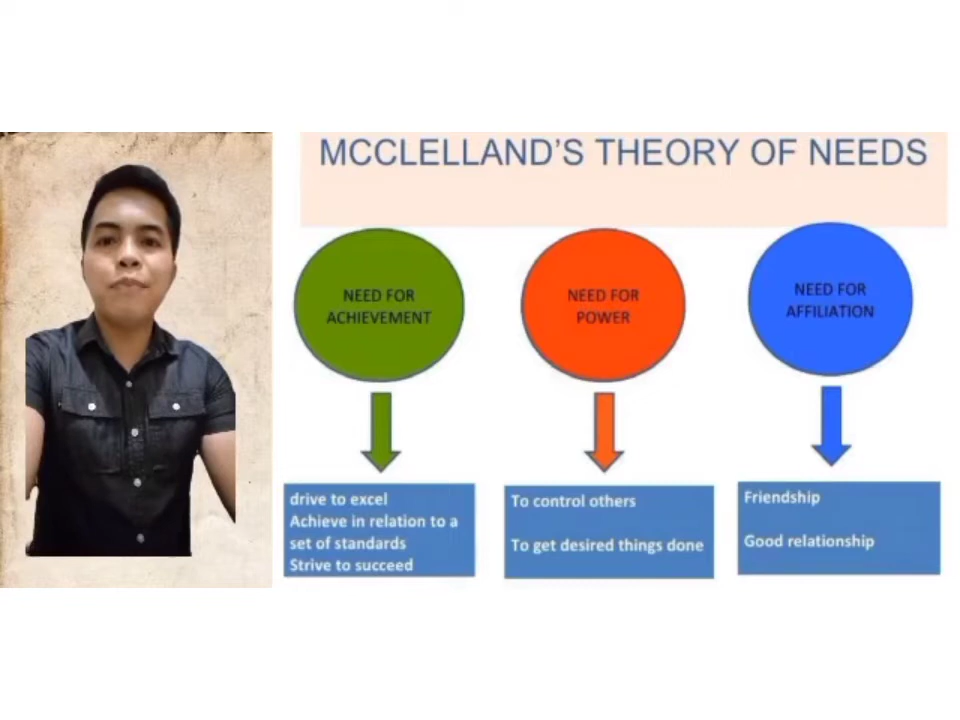 MCCLELLAND'S THEORY OF NEEDS
NEED FOR
ACHIEVEMENT
NEED FOR
POWER
NEED FOR
AFFILIATION
drive to excel
Achieve in relation to a
set of standards
Strive to succeed
To control others
To get desired things done
Friendship
Good relationship